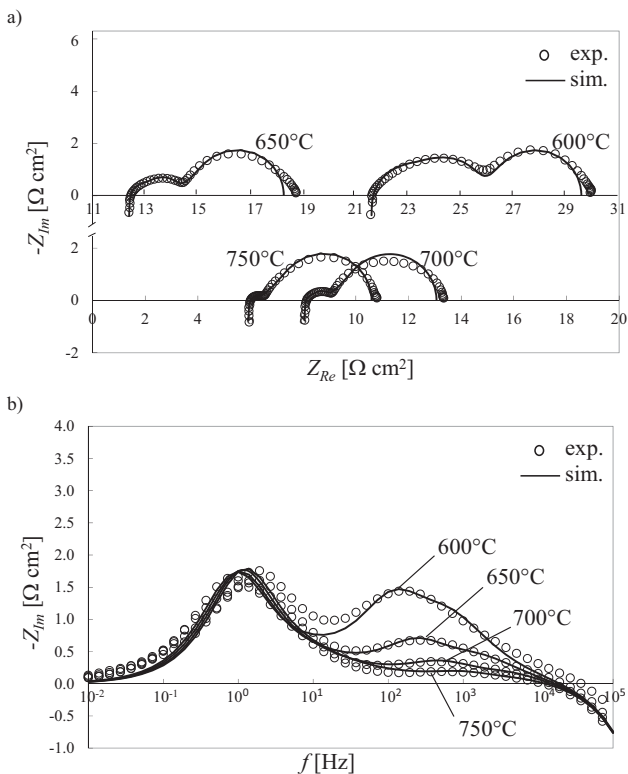 a)
6
4
2
0
-Z_Im [Ω cm²]
exp.
sim.
650°C
600°C
11 13 15 17 19 21 23 25 27 29 31
2
0
-2
750°C
700°C
0 2 4 6 8 10 12 14 16 18 20
Z_Re [Ω cm²]
b)
4.0
3.5
3.0
2.5
2.0
1.5
1.0
0.5
0.0
-0.5
-1.0
-Z_Im [Ω cm²]
exp.
sim.
600°C
650°C
700°C
750°C
10⁻² 10⁻¹ 10⁰ 10¹ 10² 10³ 10⁴ 10⁵
f [Hz]